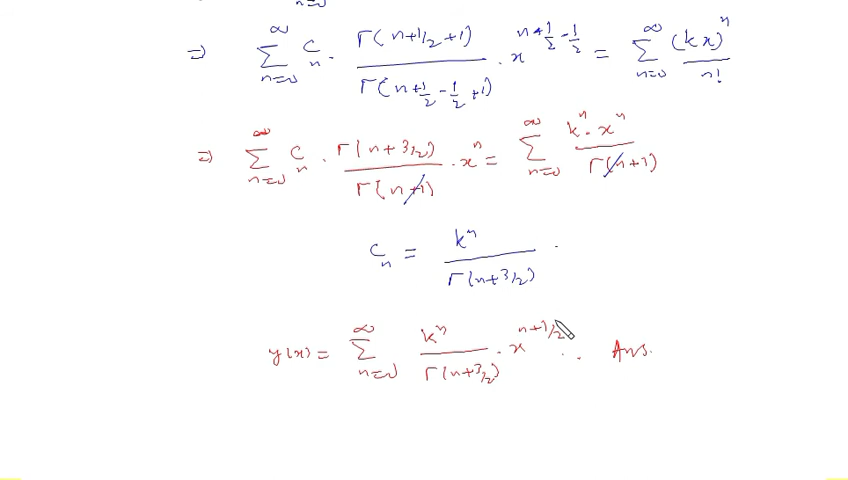 n=0
⇒ ∞ Σ n=0 C_n · Γ(n+1/2+1) / Γ(n+1/2-1/2+1) · x^(n+1/2-1/2) = ∞ Σ n=0 (kx)^n / n!
⇒ ∞ Σ n=0 C_n · Γ(n+3/2) / Γ(n+1) · x^n = ∞ Σ n=0 k^n · x^n / Γ(n+1)
C_n = k^n / Γ(n+3/2) .
y(x) = ∞ Σ n=0 k^n / Γ(n+3/2) · x^(n+1/2) . . Ans.